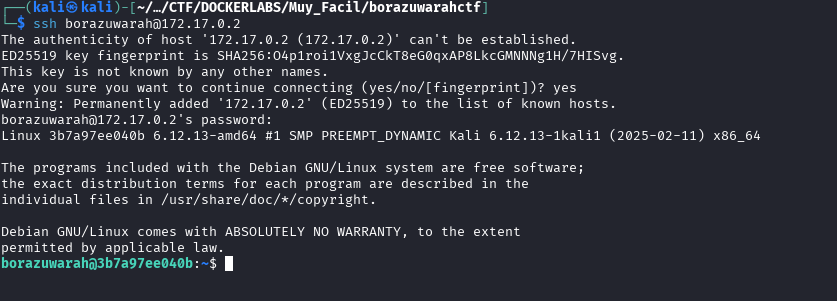 ┌──(kali㉿kali)-[~/…/CTF/DOCKERLABS/Muy_Facil/borazuwarahctf]
└─$ ssh borazuwarah@172.17.0.2
The authenticity of host '172.17.0.2 (172.17.0.2)' can't be established.
ED25519 key fingerprint is SHA256:O4p1roi1VxgJcCkT8eG0qxAP8LkcGMNNNg1H/7HISvg.
This key is not known by any other names.
Are you sure you want to continue connecting (yes/no/[fingerprint])? yes
Warning: Permanently added '172.17.0.2' (ED25519) to the list of known hosts.
borazuwarah@172.17.0.2's password:
Linux 3b7a97ee040b 6.12.13-amd64 #1 SMP PREEMPT_DYNAMIC Kali 6.12.13-1kali1 (2025-02-11) x86_64
The programs included with the Debian GNU/Linux system are free software;
the exact distribution terms for each program are described in the
individual files in /usr/share/doc/*/copyright.
Debian GNU/Linux comes with ABSOLUTELY NO WARRANTY, to the extent
permitted by applicable law.
borazuwarah@3b7a97ee040b:~$